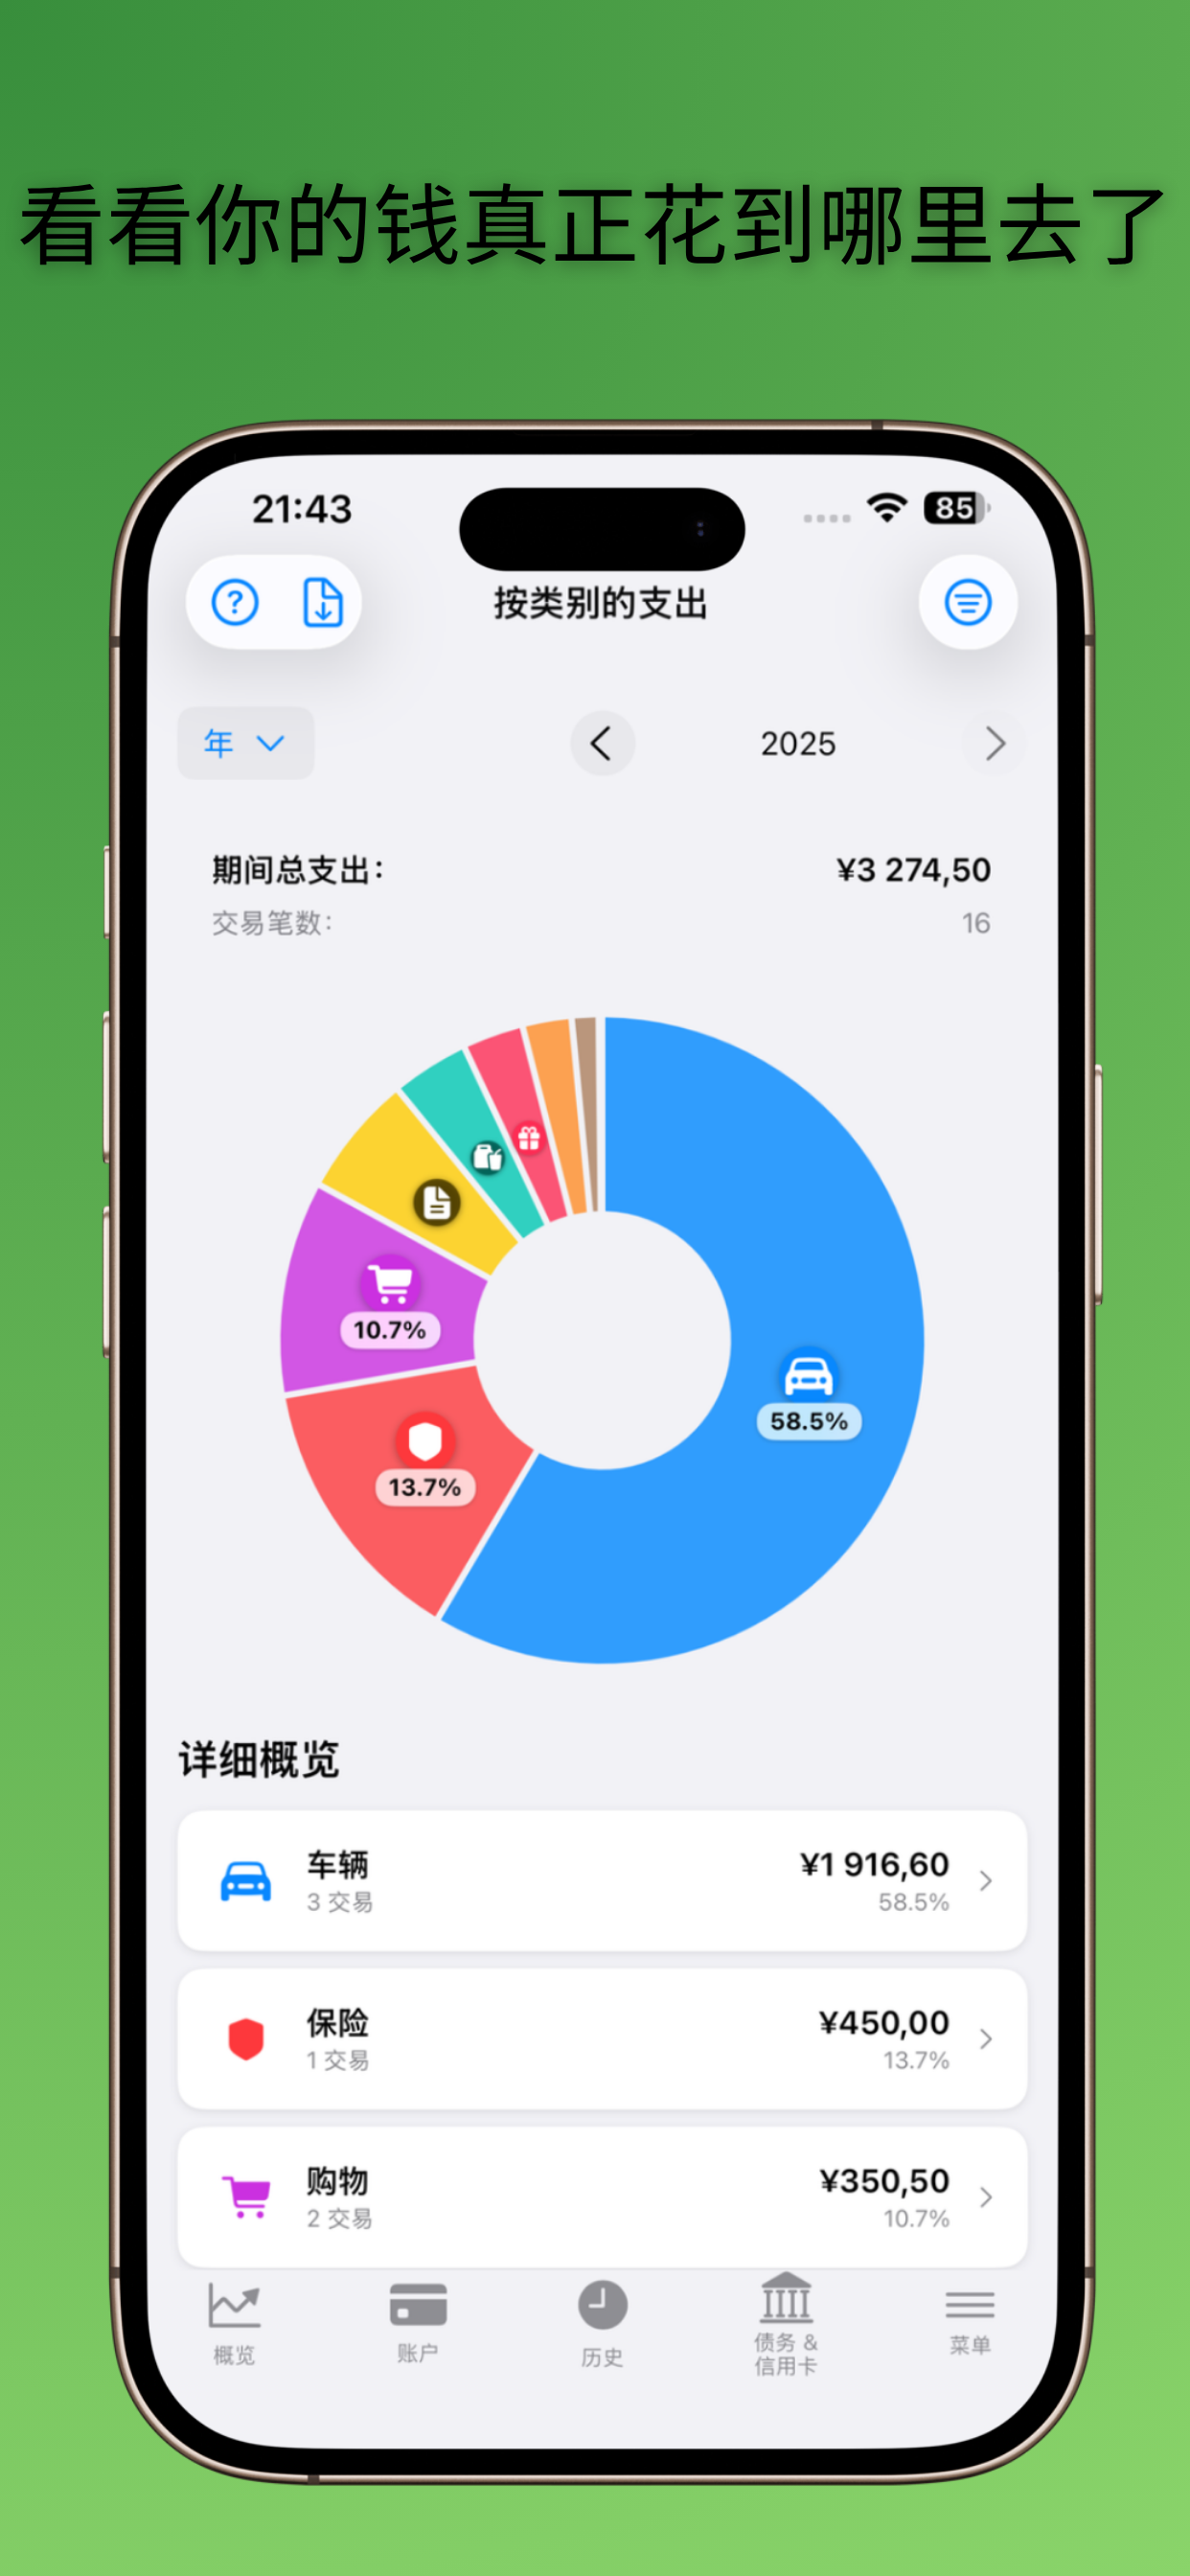 看看你的钱真正花到哪里去了
21:43
85
按类别的支出
年
2025
期间总支出：
¥3 274,50
交易笔数：
16
10.7%
58.5%
13.7%
详细概览
车辆
¥1 916,60
3 交易
58.5%
保险
¥450,00
1 交易
13.7%
购物
¥350,50
2 交易
10.7%
概览
账户
历史
债务 &
信用卡
菜单